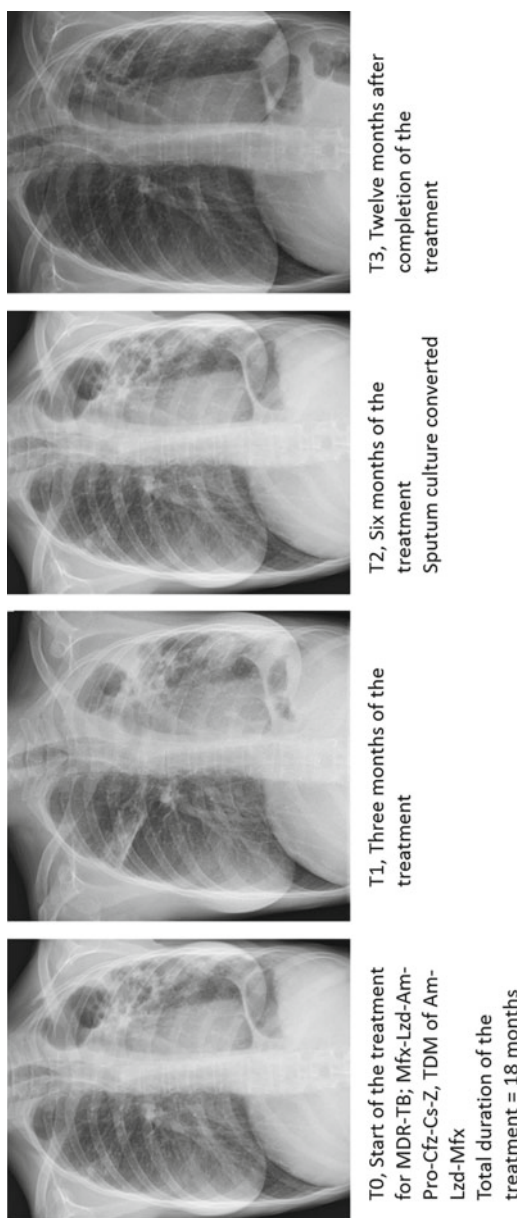 T0, Start of the treatment
for MDR-TB; Mfx-Lzd-Am-
Pro-Cfz-Cs-Z, TDM of Am-
Lzd-Mfx
Total duration of the
treatment = 18 months
T1, Three months of the
treatment
T2, Six months of the
treatment
Sputum culture converted
T3, Twelve months after
completion of the
treatment